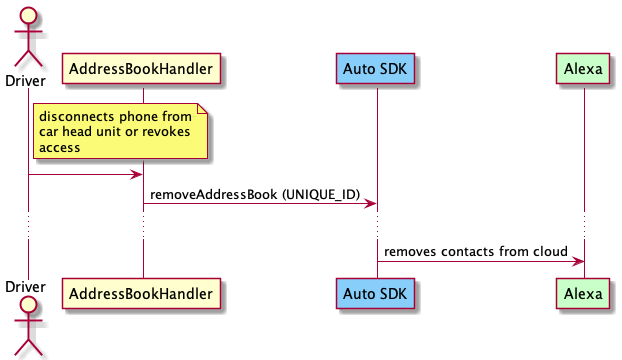 Driver
AddressBookHandler
Auto SDK
Alexa
disconnects phone from
car head unit or revokes
access
removeAddressBook (UNIQUE_ID)
removes contacts from cloud
Driver
AddressBookHandler
Auto SDK
Alexa